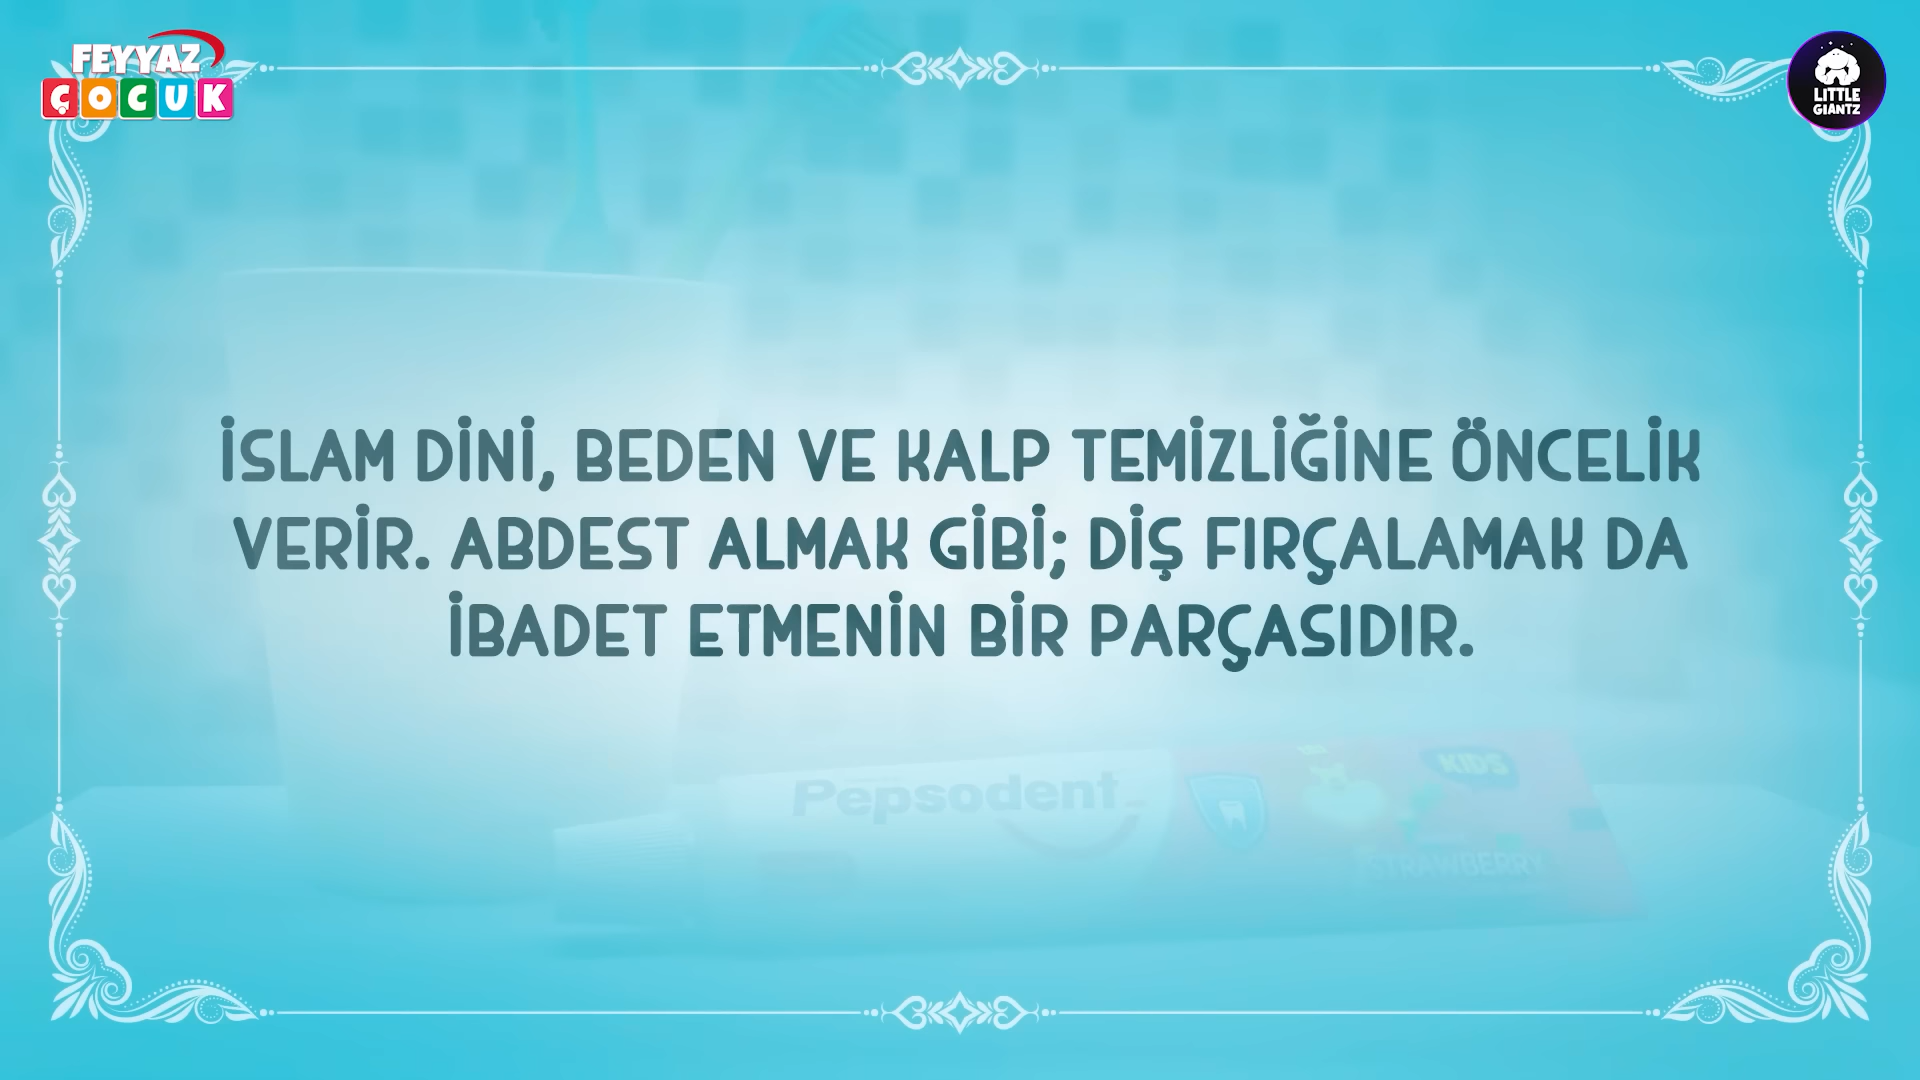 FEYYAZ
ÇOCUK
LITTLE
GIANTZ
İSLAM DİNİ, BEDEN VE KALP TEMİZLİĞİNE ÖNCELİK
VERİR. ABDEST ALMAK GİBİ; DİŞ FIRÇALAMAK DA
İBADET ETMENİN BİR PARÇASIDIR.
KIDS
Pepsodent
STRAWBERRY